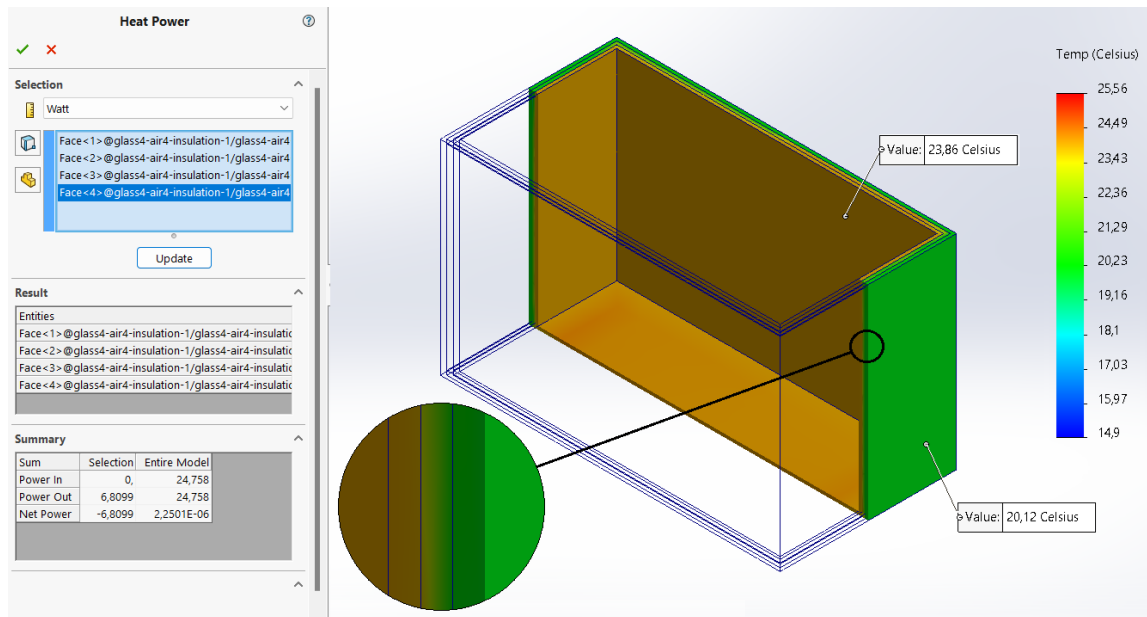 Heat Power
Selection
Watt
Face<1>@glass4-air4-insulation-1/glass4-air4
Face<2>@glass4-air4-insulation-1/glass4-air4
Face<3>@glass4-air4-insulation-1/glass4-air4
Face<4>@glass4-air4-insulation-1/glass4-air4
Update
Result
Entities
Face<1>@glass4-air4-insulation-1/glass4-air4-insulatic
Face<2>@glass4-air4-insulation-1/glass4-air4-insulatic
Face<3>@glass4-air4-insulation-1/glass4-air4-insulatic
Face<4>@glass4-air4-insulation-1/glass4-air4-insulatic
Summary
Sum Selection Entire Model
Power In 0, 24,758
Power Out 6,8099 24,758
Net Power -6,8099 2,2501E-06
Value: 23,86 Celsius
Value: 20,12 Celsius
Temp (Celsius)
25,56
24,49
23,43
22,36
21,29
20,23
19,16
18,1
17,03
15,97
14,9